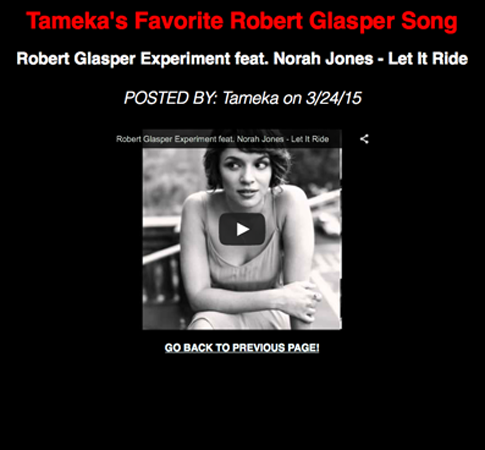 Tameka's Favorite Robert Glasper Song
Robert Glasper Experiment feat. Norah Jones - Let It Ride
POSTED BY: Tameka on 3/24/15
Robert Glasper Experiment feat. Norah Jones - Let It Ride
GO BACK TO PREVIOUS PAGE!